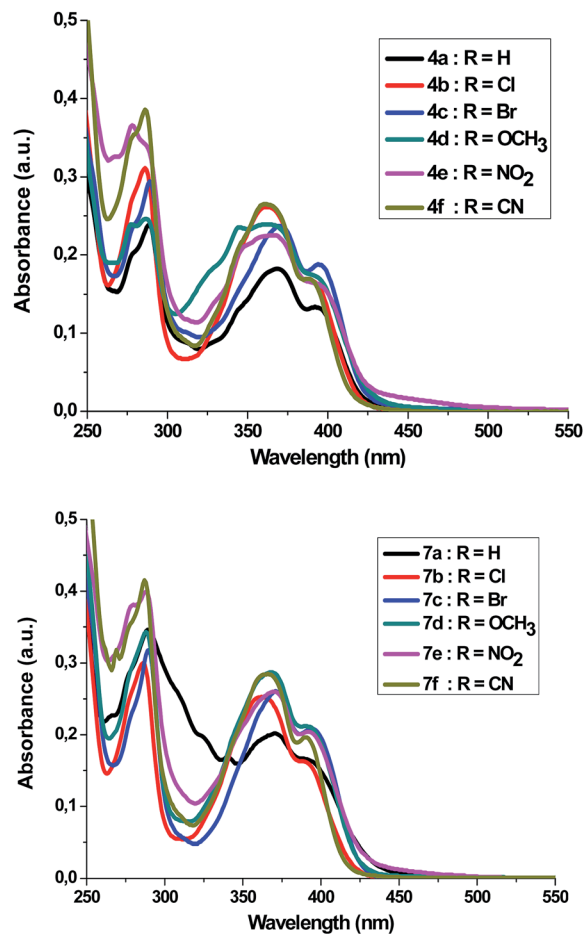 0,5
0,4
0,3
0,2
0,1
0,0
Absorbance (a.u.)
4a : R = H
4b : R = Cl
4c : R = Br
4d : R = OCH3
4e : R = NO2
4f : R = CN
250 300 350 400 450 500 550
Wavelength (nm)
0,5
0,4
0,3
0,2
0,1
0,0
Absorbance (a.u.)
7a : R = H
7b : R = Cl
7c : R = Br
7d : R = OCH3
7e : R = NO2
7f : R = CN
250 300 350 400 450 500 550
Wavelength (nm)